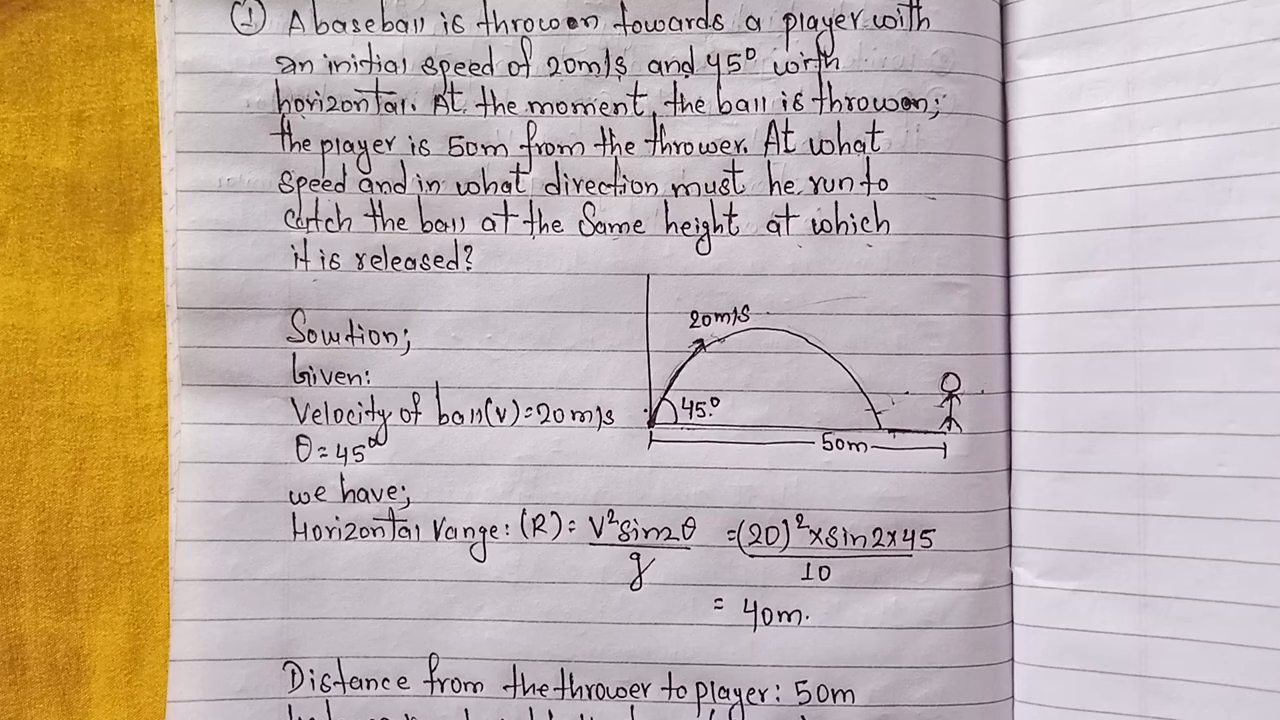 ① A baseball is throwen towards a player with
an initial speed of 20m/s and 45° with
horizontal. At the moment, the ball is throwen;
the player is 50m from the thrower. At what
speed and in what direction must he run to
catch the ball at the same height at which
it is released?
Solution;
Given:
Velocity of ball(v)=20m/s
θ=45°
we have;
Horizontal range: (R)= V²sin2θ / g =(20)²×sin2×45 / 10
= 40m.
20m/s
45°
50m
Distance from the thrower to player: 50m